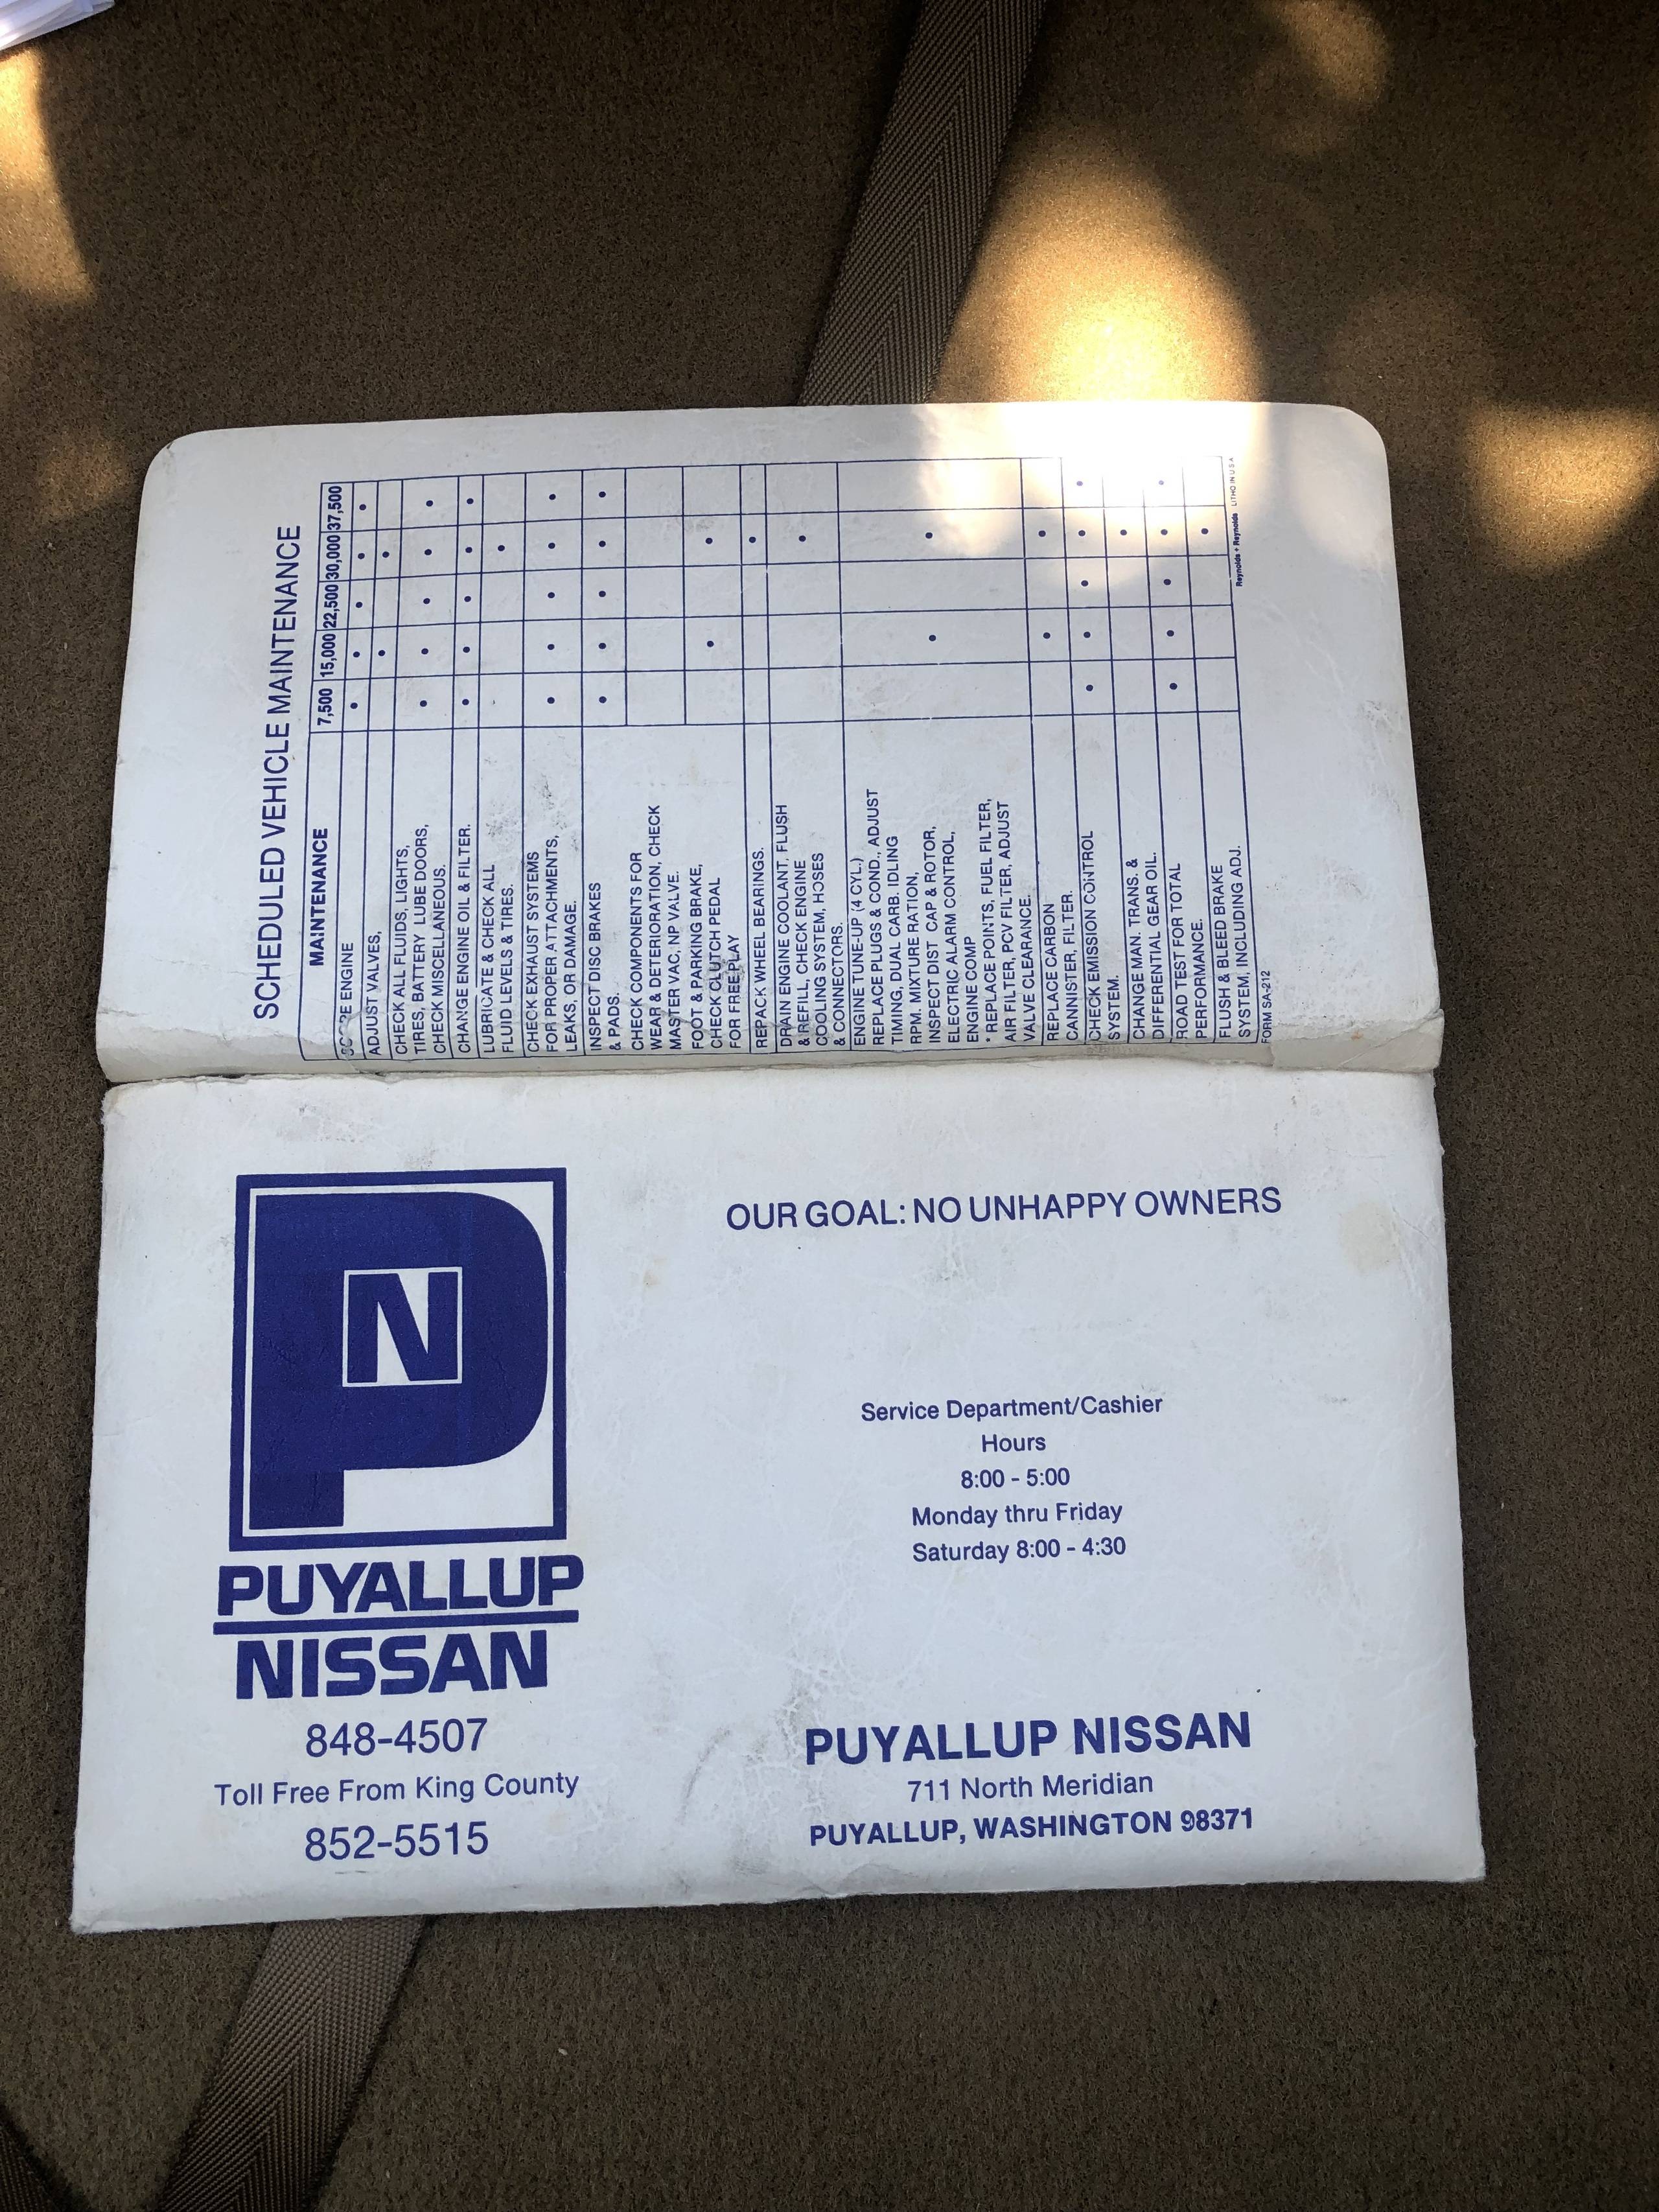 SCHEDULED VEHICLE MAINTENANCE
MAINTENANCE 7,500 15,000 22,500 30,000 37,500
ENGINE • • • • •
ADJUST VALVES, • •
CHECK ALL FLUIDS, LIGHTS,
TIRES, BATTERY, LUBE DOORS,
CHECK MISCELLANEOUS. • • • • •
CHANGE ENGINE OIL & FILTER. • • • • •
LUBRICATE & CHECK ALL
FLUID LEVELS & TIRES. •
CHECK EXHAUST SYSTEMS
FOR PROPER ATTACHMENTS,
LEAKS, OR DAMAGE. • • • • •
INSPECT DISC BRAKES
& PADS. • • • • •
CHECK COMPONENTS FOR
WEAR & DETERIORATION, CHECK
MASTER VAC, NP VALVE.
FOOT & PARKING BRAKE,
CHECK CLUTCH PEDAL
FOR FREE PLAY • •
REPACK WHEEL BEARINGS. •
DRAIN ENGINE COOLANT, FLUSH
& REFILL, CHECK ENGINE
COOLING SYSTEM, HOSES
& CONNECTORS. •
ENGINE TUNE-UP (4 CYL.)
REPLACE PLUGS & COND., ADJUST
TIMING, DUAL CARB. IDLING
RPM. MIXTURE RATION,
INSPECT DIST CAP & ROTOR,
ELECTRIC ALARM CONTROL,
ENGINE COMP
* REPLACE POINTS, FUEL FILTER,
AIR FILTER, PCV FILTER, ADJUST
VALVE CLEARANCE. • •
REPLACE CARBON
CANNISTER, FILTER. • •
CHECK EMISSION CONTROL
SYSTEM. • • • • •
CHANGE MAN. TRANS. &
DIFFERENTIAL GEAR OIL. •
ROAD TEST FOR TOTAL
PERFORMANCE. • • • • •
FLUSH & BLEED BRAKE
SYSTEM, INCLUDING ADJ. •
FORM SA-212
Reynolds + Reynolds LITHO IN U S A
N
PUYALLUP
NISSAN
848-4507
Toll Free From King County
852-5515
OUR GOAL: NO UNHAPPY OWNERS
Service Department/Cashier
Hours
8:00 - 5:00
Monday thru Friday
Saturday 8:00 - 4:30
PUYALLUP NISSAN
711 North Meridian
PUYALLUP, WASHINGTON 98371